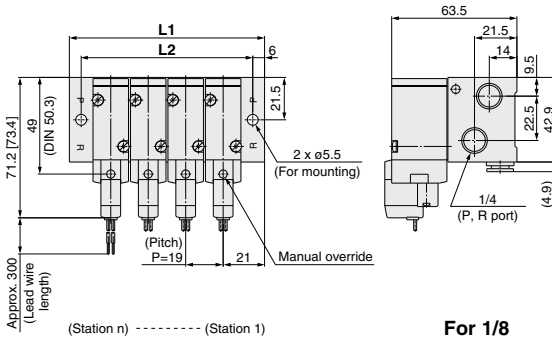 L1
L2
6
P
P
R
R
21.5
49
(DIN 50.3)
71.2 [73.4]
2 x ø5.5
(For mounting)
(Pitch)
P=19
21
Manual override
Approx. 300
(Lead wire
length)
(Station n) - - - - - - - - - - (Station 1)
63.5
21.5
14
9.5
22.5
42.9
(4.9)
1/4
(P, R port)
For 1/8